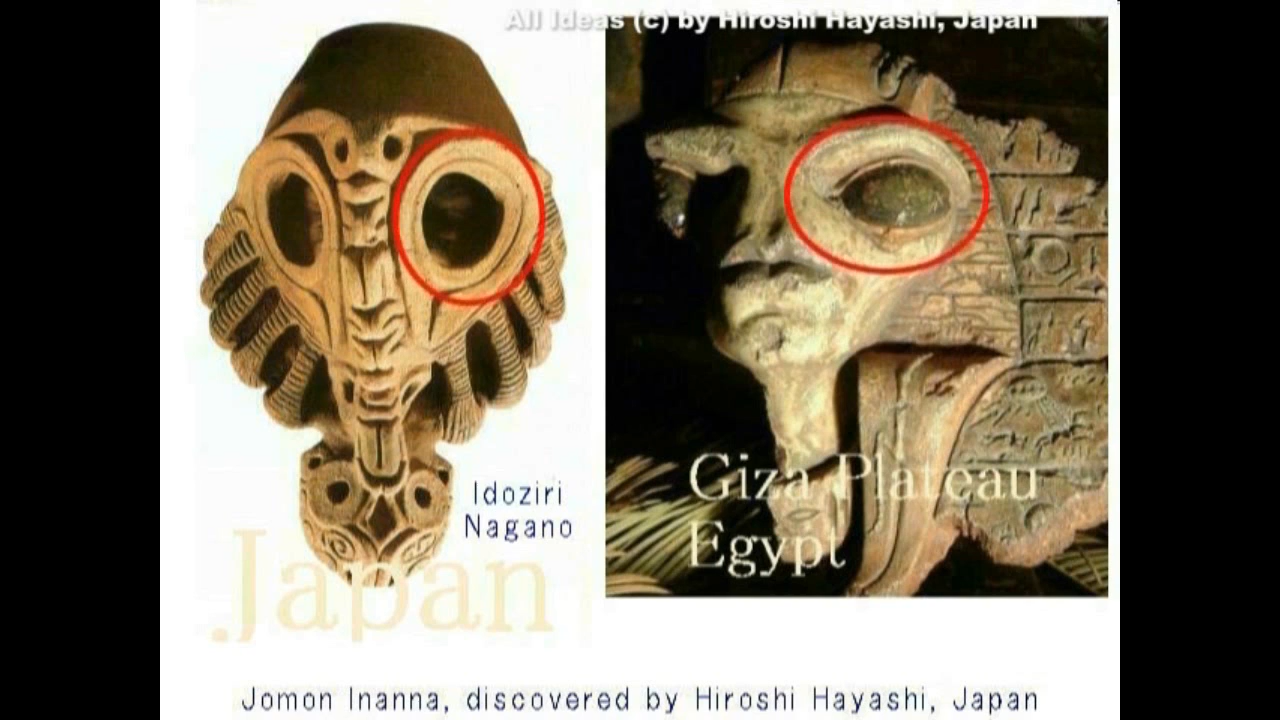 All Ideas (c) by Hiroshi Hayashi, Japan
Idoziri
Nagano
Japan
Giza Plateau
Egypt
Jomon Inanna, discovered by Hiroshi Hayashi, Japan